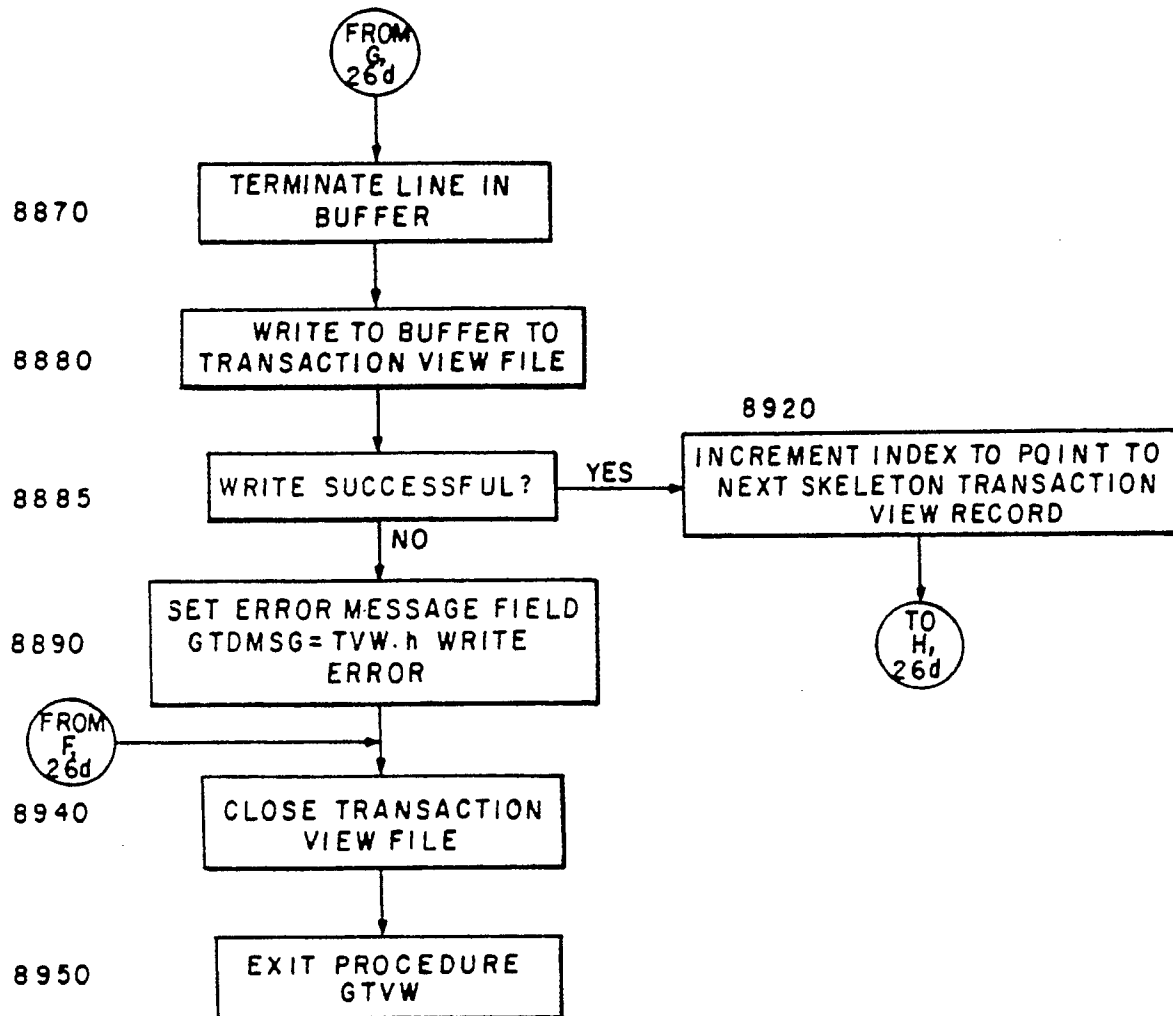 FROM
G,
26d
8870
TERMINATE LINE IN
BUFFER
8880
WRITE TO BUFFER TO
TRANSACTION VIEW FILE
8885
WRITE SUCCESSFUL?
YES
8920
INCREMENT INDEX TO POINT TO
NEXT SKELETON TRANSACTION
VIEW RECORD
TO
H,
26d
NO
8890
SET ERROR MESSAGE FIELD
GTDMSG=TVW.h WRITE
ERROR
FROM
F,
26d
8940
CLOSE TRANSACTION
VIEW FILE
8950
EXIT PROCEDURE
GTVW